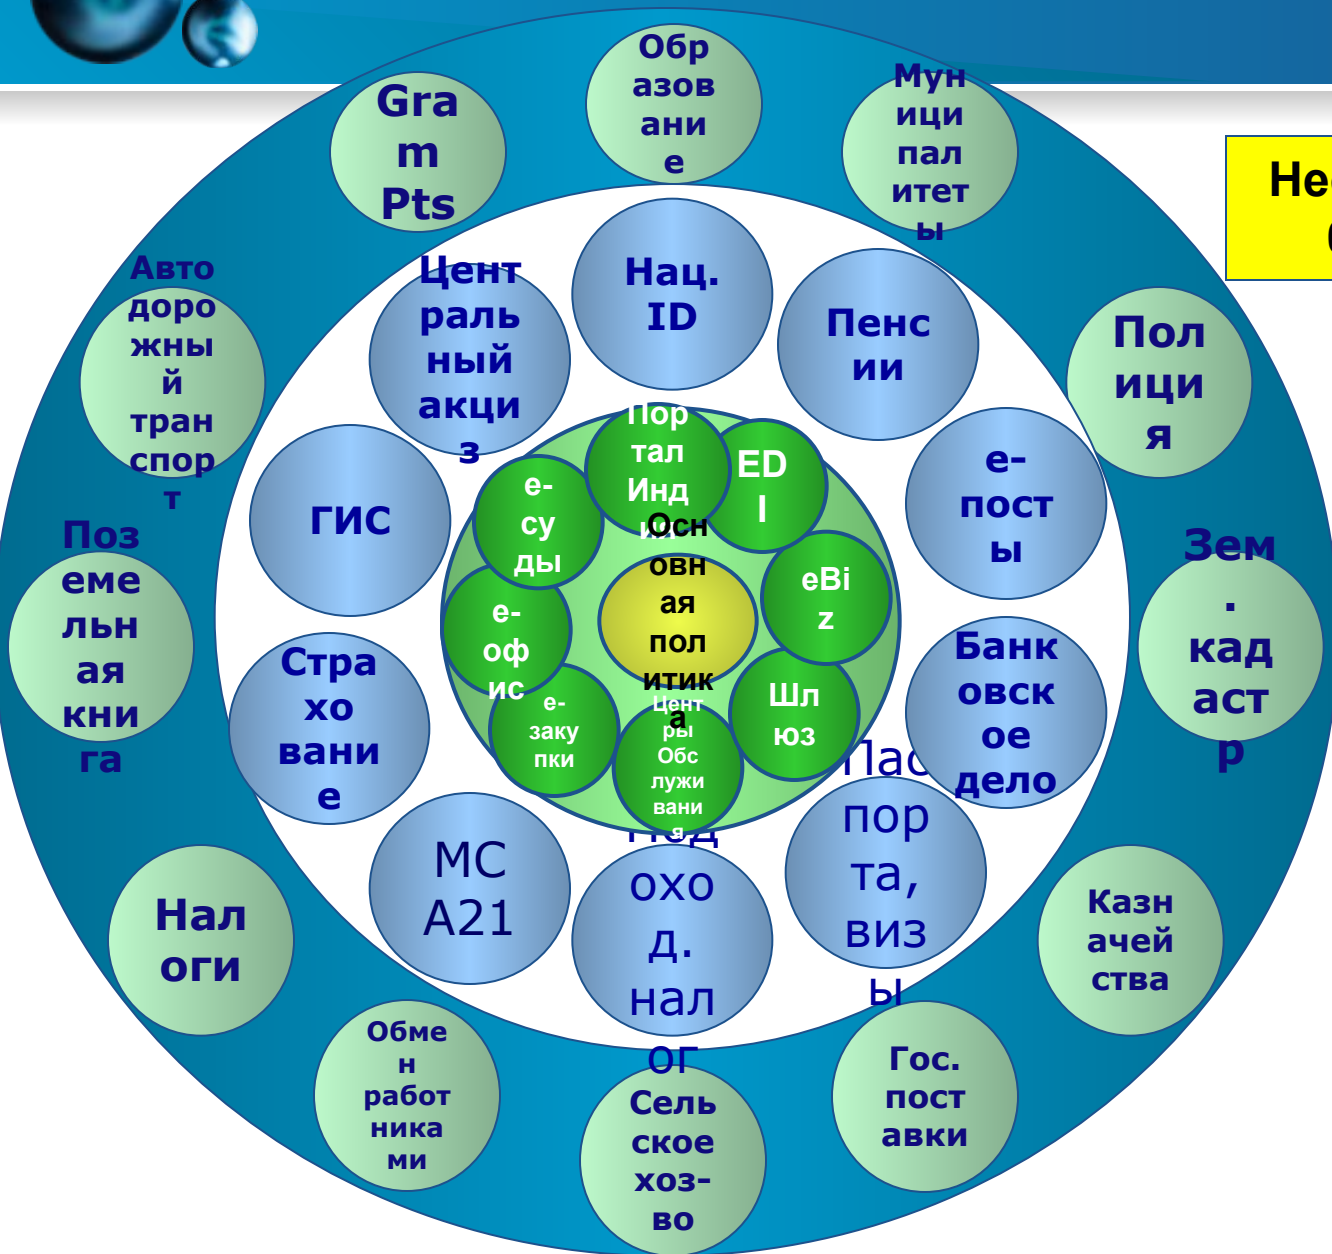 Обр
азов
ани
е
Gra
m
Pts
Мун
ици
пал
итет
ы
Авто
доро
жны
й
тран
спор
т
Цент
раль
ный
акци
з
Нац.
ID
Пенс
ии
Пол
ици
я
ГИС
е-
пост
ы
Поз
емe
льн
ая
кни
га
Зем
.
кад
аст
р
Пор
тал
Инд
ия
ED
I
е-
су
ды
eBi
z
е-
оф
ис
Осн
овн
ая
пол
итик
а
Шл
юз
е-
заку
пки
Цент
ры
Обс
лужи
вани
я
Стра
хо
вани
е
Банк
овск
ое
дело
МС
А21
Под
охо
д.
нал
ог
Пас
пор
та,
виз
ы
Нал
оги
Казн
ачей
ства
Обме
н
работ
ника
ми
Сель
ское
хоз-
во
Гос.
пост
авки